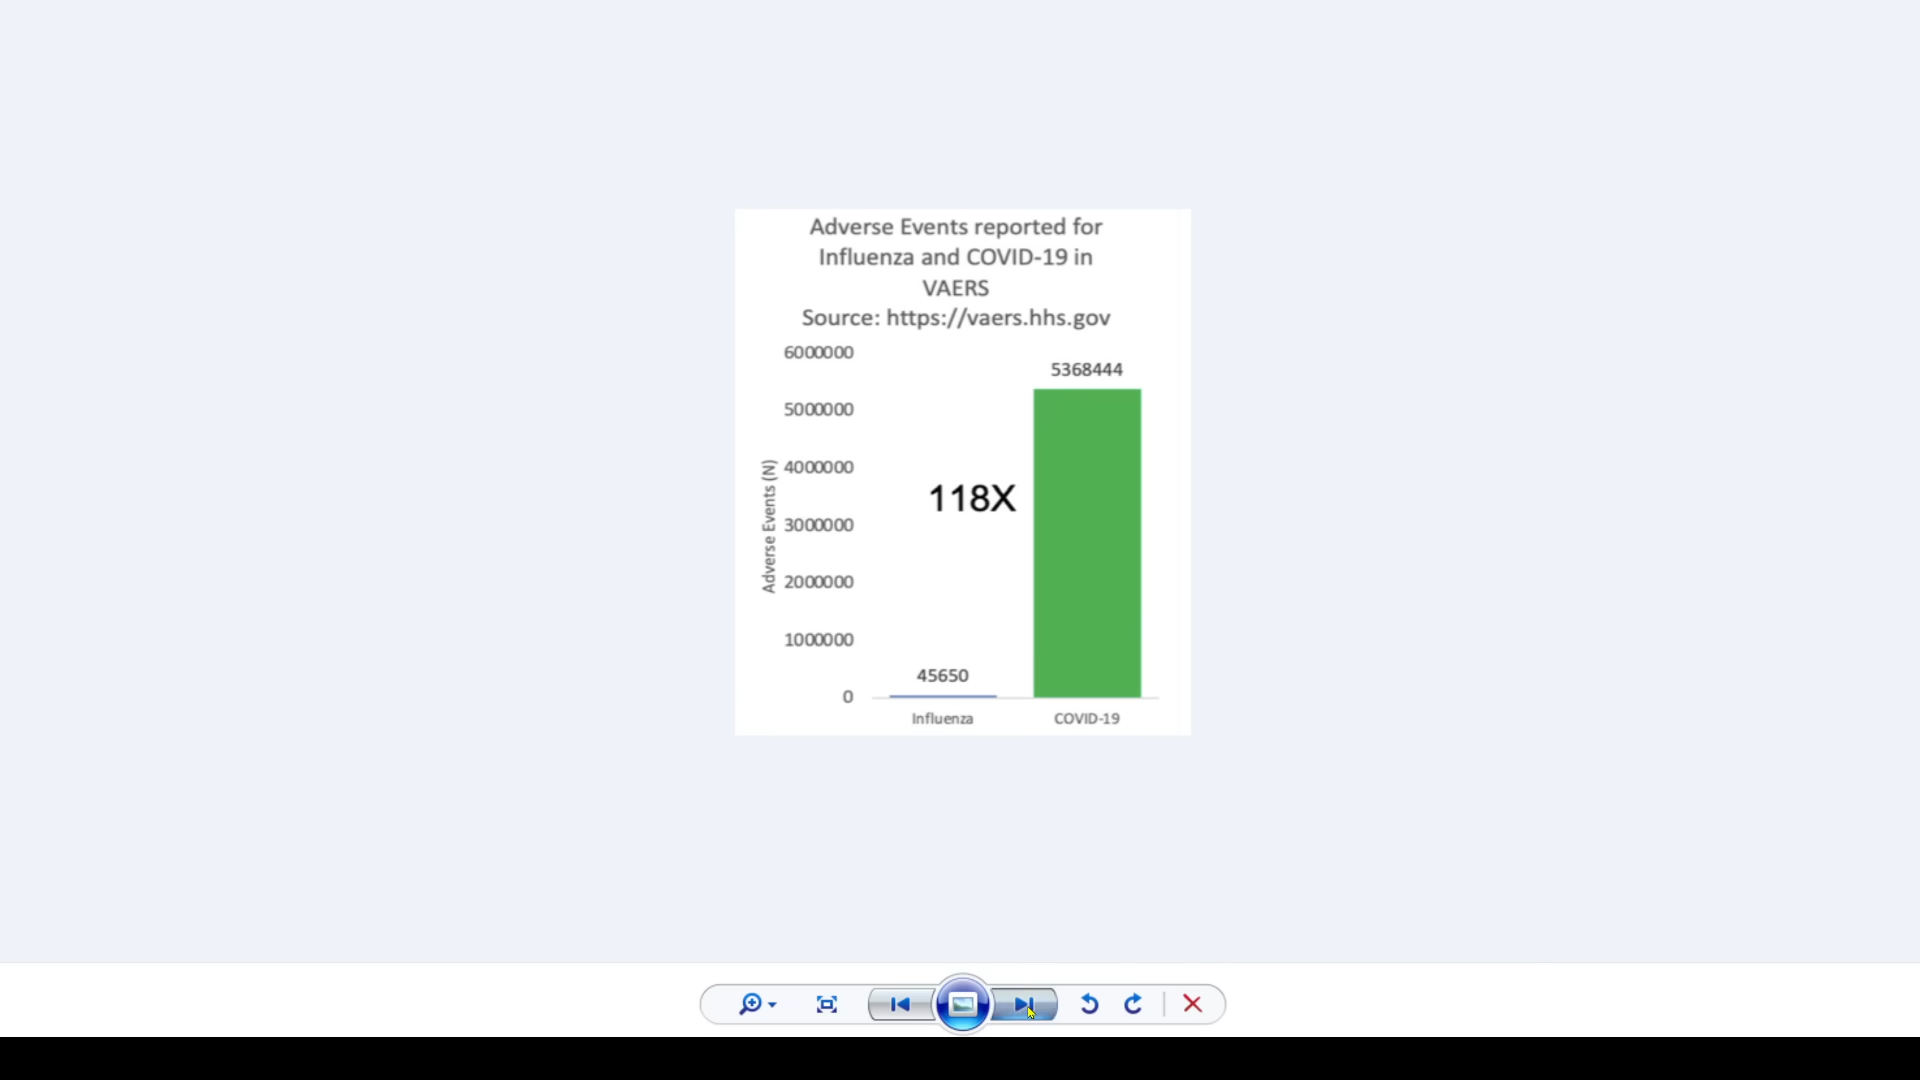 Adverse Events reported for
Influenza and COVID-19 in
VAERS
Source: https://vaers.hhs.gov
6000000
5368444
5000000
4000000
118X
3000000
Adverse Events (N)
2000000
1000000
45650
0
Influenza
COVID-19